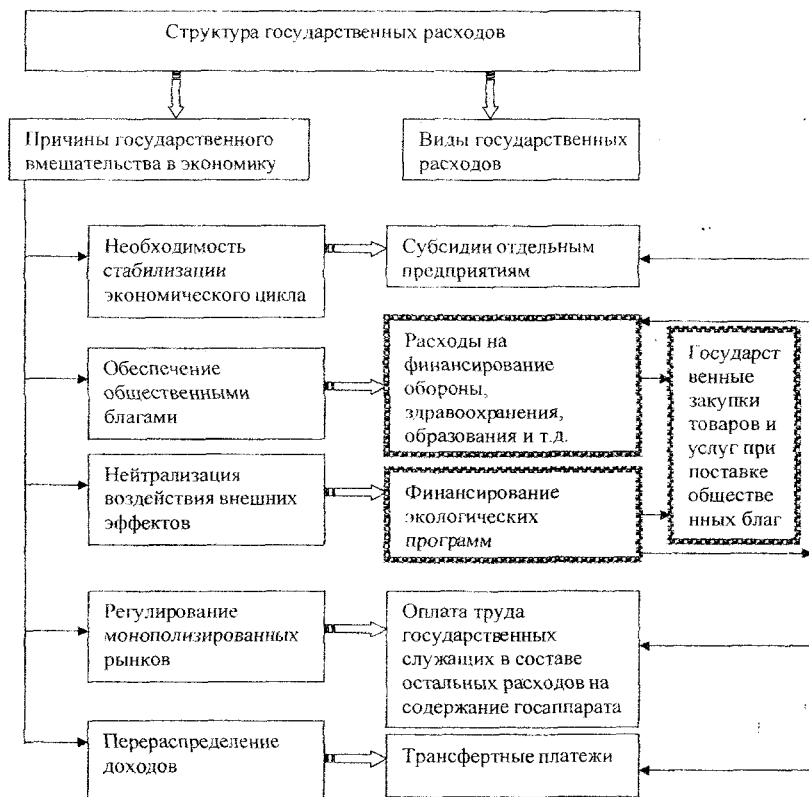 Структура государственных расходов
Причины государственного
вмешательства в экономику
Виды государственных
расходов
Необходимость
стабилизации
экономического цикла
Субсидии отдельным
предприятиям
Обеспечение
общественными
благами
Расходы на
финансирование
обороны,
здравоохранения,
образования и т.д.
Государст
венные
закупки
товаров и
услуг при
поставке
обществе
нных благ
Нейтрализация
воздействия внешних
эффектов
Финансирование
экологических
программ
Регулирование
монополизированных
рынков
Оплата труда
государственных
служащих в составе
остальных расходов на
содержание госаппарата
Перераспределение
доходов
Трансфертные платежи